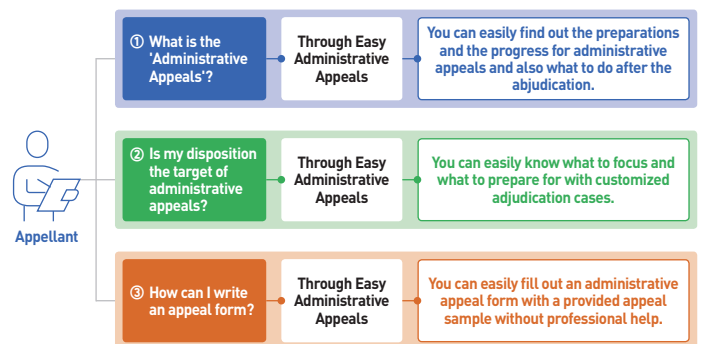 ① What is the
'Administrative
Appeals'?
Through Easy
Administrative
Appeals
You can easily find out the preparations
and the progress for administrative
appeals and also what to do after the
abjudication.
② Is my disposition
the target of
administrative
appeals?
Through Easy
Administrative
Appeals
You can easily know what to focus and
what to prepare for with customized
adjudication cases.
Appellant
③ How can I write
an appeal form?
Through Easy
Administrative
Appeals
You can easily fill out an administrative
appeal form with a provided appeal
sample without professional help.